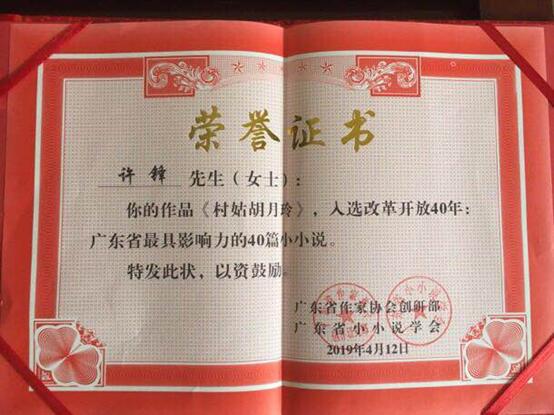 荣誉证书
许锋 先生（女士）：
你的作品《村姑胡月玲》，入选改革开放40年：
广东省最具影响力的40篇小小说。
特发此状，以资鼓励。
广东省作家协会创研部
广东省小小说学会
2019年4月12日